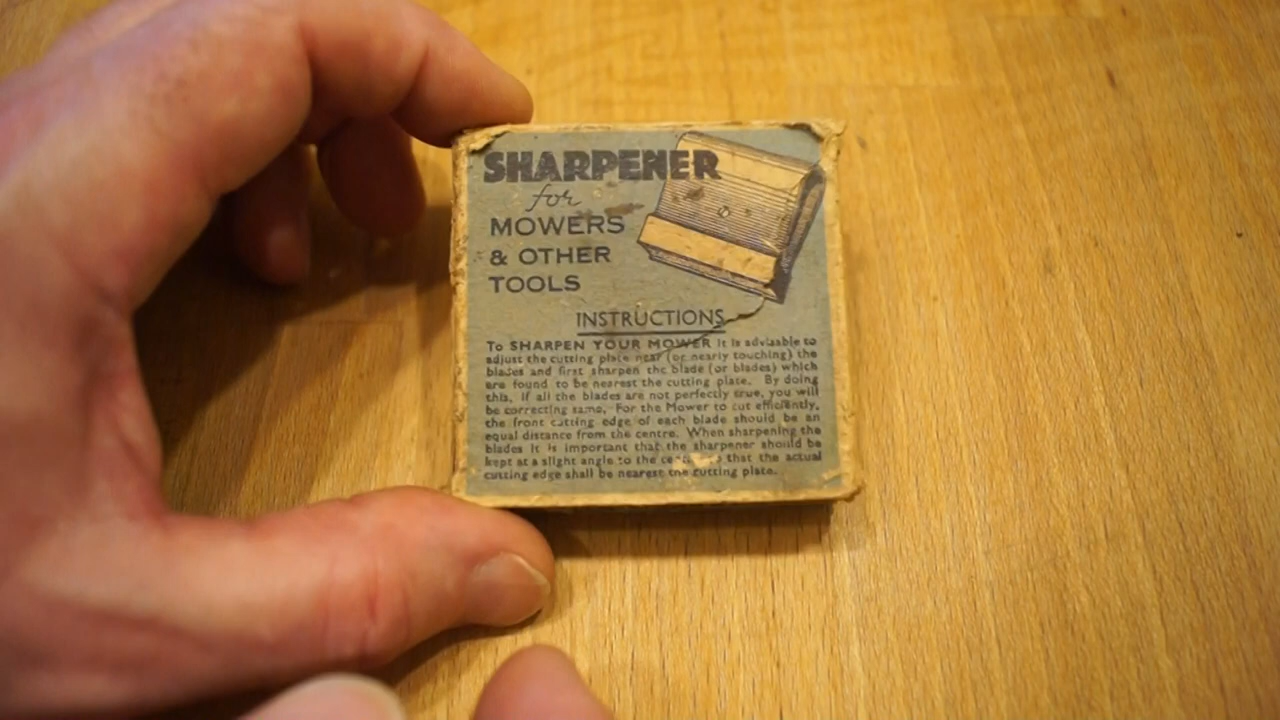 SHARPENER
for
MOWERS
& OTHER
TOOLS
INSTRUCTIONS
To SHARPEN YOUR MOWER it is advisable to
adjust the cutting plate near (or nearly touching) the
blades and first sharpen the blade (or blades) which
are found to be nearest the cutting plate. By doing
this, if all the blades are not perfectly true, you will
be correcting same. For the Mower to cut efficiently,
the front cutting edge of each blade should be an
equal distance from the centre. When sharpening the
blades it is important that the sharpener should be
kept at a slight angle to the that the actual
cutting edge shall be nearest the cutting plate.